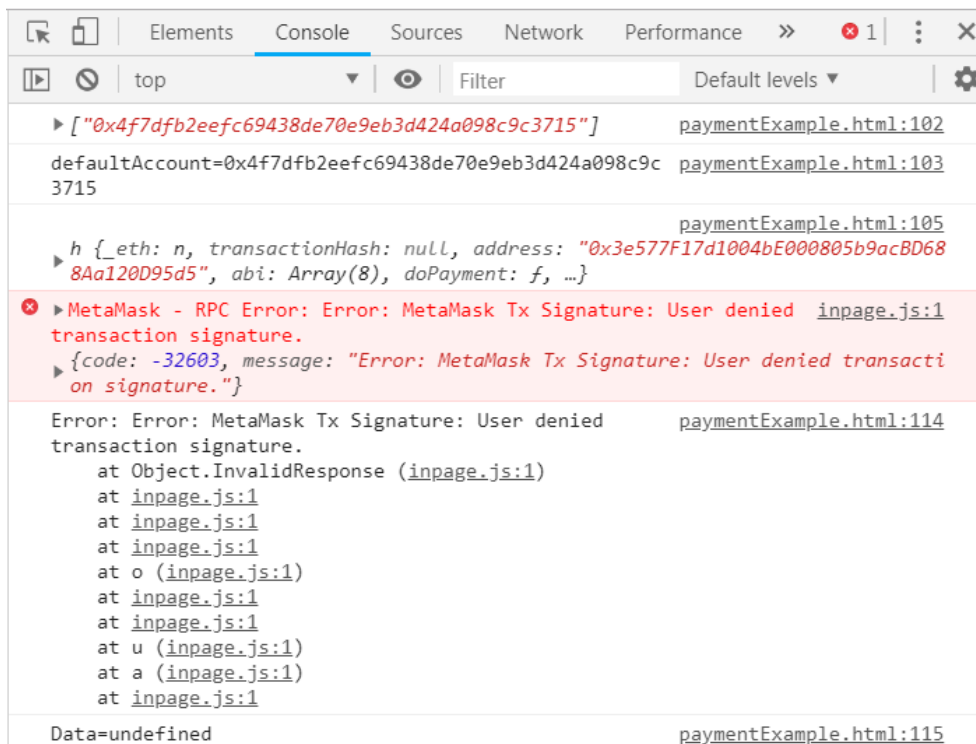 Elements Console Sources Network Performance » 1
top Filter Default levels
["0x4f7dfb2eefc69438de70e9eb3d424a098c9c3715"] paymentExample.html:102
defaultAccount=0x4f7dfb2eefc69438de70e9eb3d424a098c9c paymentExample.html:103
3715
paymentExample.html:105
h {_eth: n, transactionHash: null, address: "0x3e577F17d1004bE000805b9acBD68
8Aa120D95d5", abi: Array(8), doPayment: ƒ, …}
MetaMask - RPC Error: Error: MetaMask Tx Signature: User denied inpage.js:1
transaction signature.
{code: -32603, message: "Error: MetaMask Tx Signature: User denied transacti
on signature."}
Error: Error: MetaMask Tx Signature: User denied paymentExample.html:114
transaction signature.
at Object.InvalidResponse (inpage.js:1)
at inpage.js:1
at inpage.js:1
at inpage.js:1
at o (inpage.js:1)
at inpage.js:1
at inpage.js:1
at u (inpage.js:1)
at a (inpage.js:1)
at inpage.js:1
Data=undefined paymentExample.html:115